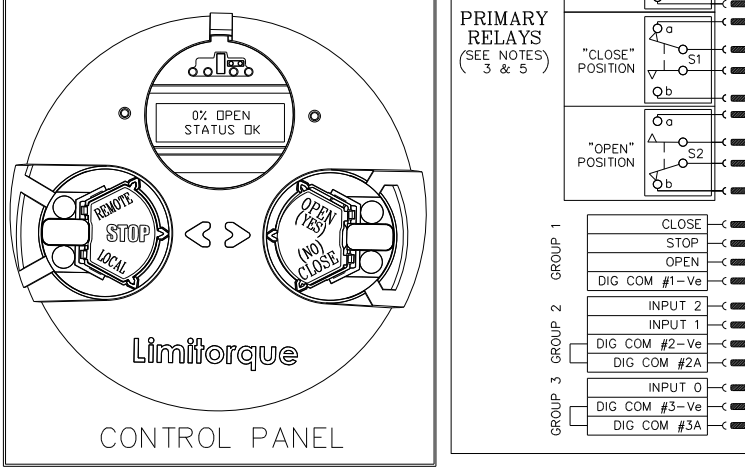 0% OPEN
STATUS OK
REMOTE
STOP
LOCAL
OPEN
(YES)
(NO)
CLOSE
Limitorque
CONTROL PANEL
PRIMARY
RELAYS
(SEE NOTES)
( 3 & 5 )
"CLOSE"
POSITION
a
S1
b
"OPEN"
POSITION
a
S2
b
GROUP 1
CLOSE
STOP
OPEN
DIG COM #1-Ve
GROUP 2
INPUT 2
INPUT 1
DIG COM #2-Ve
DIG COM #2A
GROUP 3
INPUT 0
DIG COM #3-Ve
DIG COM #3A